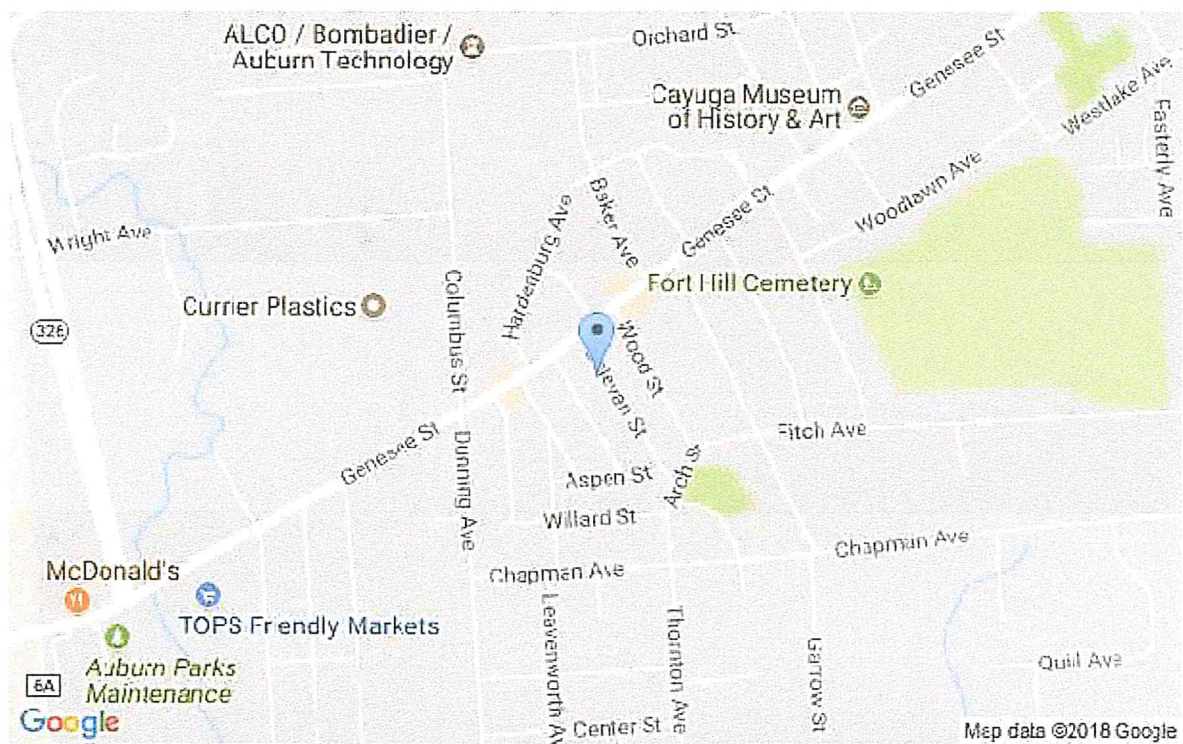 ALCO / Bombadier /
Auburn Technology
Orchard St
Genesee St
Cayuga Museum
of History & Art
Westlake Ave
Easterly Ave
Woodlawn Ave
Baker Ave
Hardenburg Ave
Genesee St
Wright Ave
Fort Hill Cemetery
Currier Plastics
Columbus St
326
Wood St
Fitch Ave
Genesee St
Dunning Ave
Arch St
Aspen St
Willard St
Chapman Ave
Chapman Ave
McDonald's
TOPS Friendly Markets
Leavenworth Av
Thornton Ave
Garrow St
Quill Ave
Auburn Parks
Maintenance
6A
Google
Center St
Map data ©2018 Google